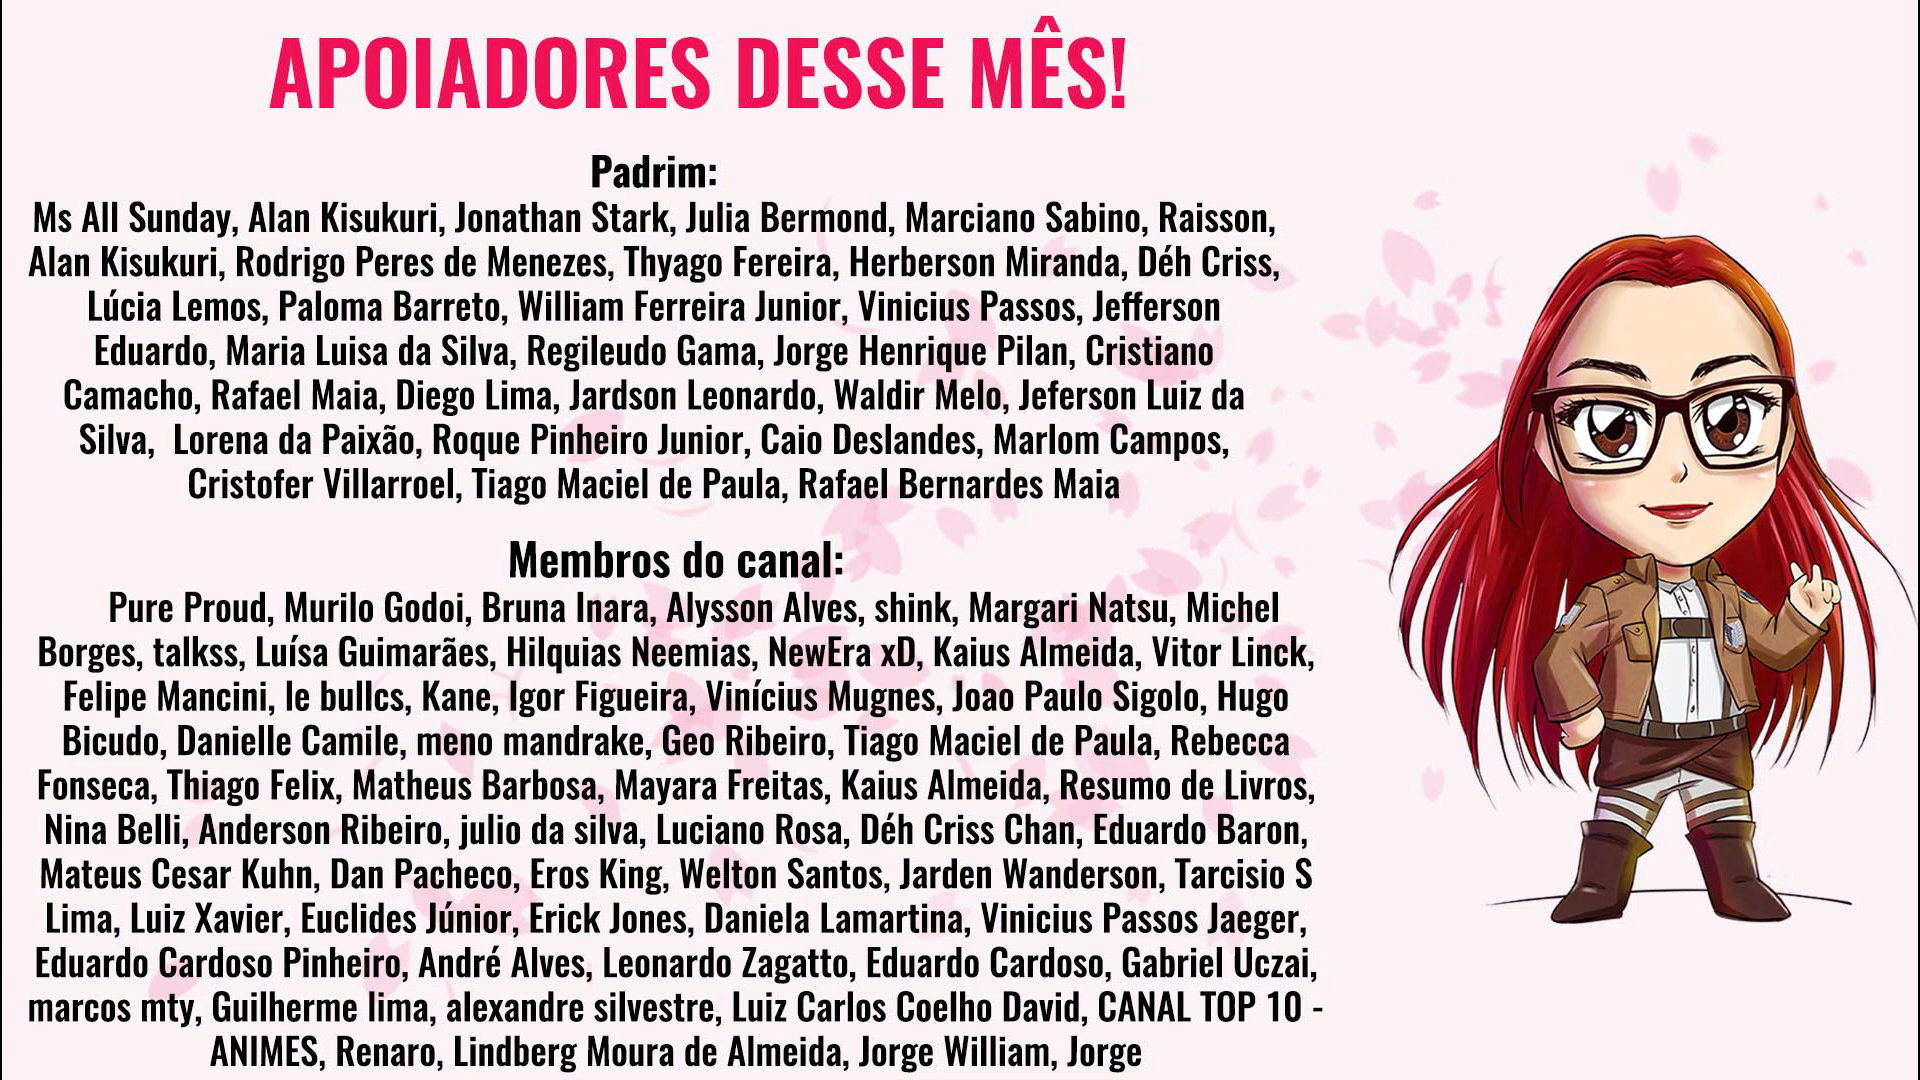 APOIADORES DESSE MÊS!
Padrim:
Ms All Sunday, Alan Kisukuri, Jonathan Stark, Julia Bermond, Marciano Sabino, Raisson,
Alan Kisukuri, Rodrigo Peres de Menezes, Thyago Fereira, Herberson Miranda, Déh Criss,
Lúcia Lemos, Paloma Barreto, William Ferreira Junior, Vinicius Passos, Jefferson
Eduardo, Maria Luisa da Silva, Regileudo Gama, Jorge Henrique Pilan, Cristiano
Camacho, Rafael Maia, Diego Lima, Jardson Leonardo, Waldir Melo, Jeferson Luiz da
Silva,  Lorena da Paixão, Roque Pinheiro Junior, Caio Deslandes, Marlom Campos,
Cristofer Villarroel, Tiago Maciel de Paula, Rafael Bernardes Maia
Membros do canal:
Pure Proud, Murilo Godoi, Bruna Inara, Alysson Alves, shink, Margari Natsu, Michel
Borges, talkss, Luísa Guimarães, Hilquias Neemias, NewEra xD, Kaius Almeida, Vitor Linck,
Felipe Mancini, le bullcs, Kane, Igor Figueira, Vinícius Mugnes, Joao Paulo Sigolo, Hugo
Bicudo, Danielle Camile, meno mandrake, Geo Ribeiro, Tiago Maciel de Paula, Rebecca
Fonseca, Thiago Felix, Matheus Barbosa, Mayara Freitas, Kaius Almeida, Resumo de Livros,
Nina Belli, Anderson Ribeiro, julio da silva, Luciano Rosa, Déh Criss Chan, Eduardo Baron,
Mateus Cesar Kuhn, Dan Pacheco, Eros King, Welton Santos, Jarden Wanderson, Tarcisio S
Lima, Luiz Xavier, Euclides Júnior, Erick Jones, Daniela Lamartina, Vinicius Passos Jaeger,
Eduardo Cardoso Pinheiro, André Alves, Leonardo Zagatto, Eduardo Cardoso, Gabriel Uczai,
marcos mty, Guilherme lima, alexandre silvestre, Luiz Carlos Coelho David, CANAL TOP 10 -
ANIMES, Renaro, Lindberg Moura de Almeida, Jorge William, Jorge